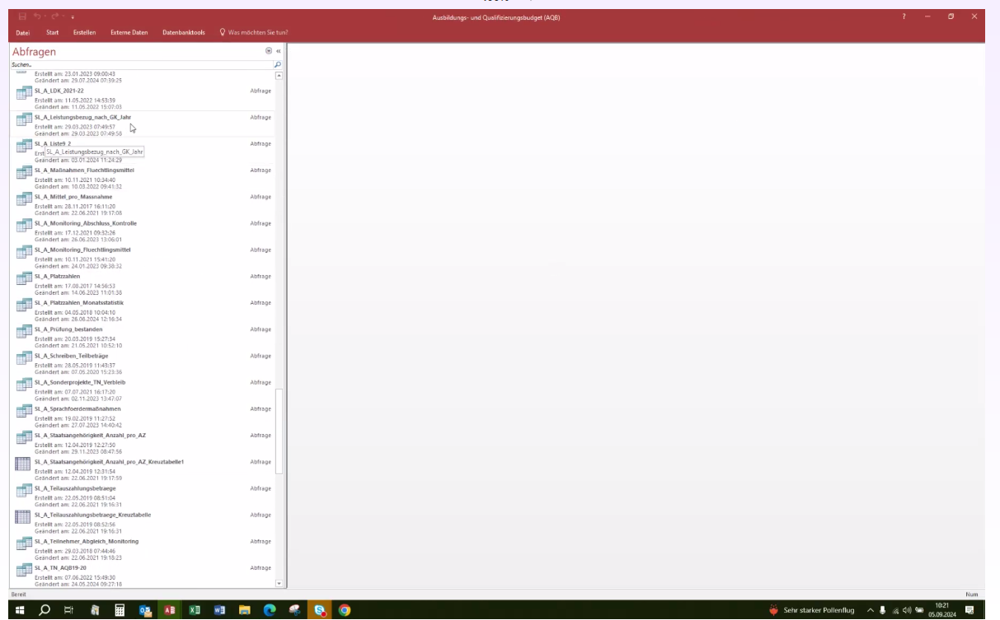 Ausbildungs- und Qualifizierungsbudget (AQB)
Datei Start Erstellen Externe Daten Datenbanktools Was möchten Sie tun?
Abfragen
Suchen...
Erstellt am: 23.01.2023 09:00:43
Geändert am: 29.07.2024 07:39:25
SL_A_LDK_2021-22 Abfrage
Erstellt am: 11.05.2022 14:53:39
Geändert am: 11.05.2022 15:07:03
SL_A_Leistungsbezug_nach_GK_Jahr Abfrage
Erstellt am: 29.03.2023 07:49:57
Geändert am: 29.03.2023 07:49:58
SL_A_Liste9_2 Abfrage
SL_A_Leistungsbezug_nach_GK_Jahr
Geändert am: 03.01.2024 11:24:29
SL_A_Maßnahmen_Fluechtlingsmittel Abfrage
Erstellt am: 10.11.2021 10:34:40
Geändert am: 10.03.2022 09:41:32
SL_A_Mittel_pro_Massnahme Abfrage
Erstellt am: 28.11.2017 16:11:20
Geändert am: 22.06.2021 19:17:08
SL_A_Monitoring_Abschluss_Kontrolle Abfrage
Erstellt am: 17.12.2021 09:32:26
Geändert am: 26.06.2023 13:06:01
SL_A_Monitoring_Fluechtlingsmittel Abfrage
Erstellt am: 10.11.2021 15:41:20
Geändert am: 24.01.2023 09:38:32
SL_A_Platzzahlen Abfrage
Erstellt am: 17.08.2017 14:56:53
Geändert am: 14.06.2023 11:01:38
SL_A_Platzzahlen_Monatsstatistik Abfrage
Erstellt am: 04.05.2018 10:04:10
Geändert am: 26.08.2024 12:16:34
SL_A_Prüfung_bestanden Abfrage
Erstellt am: 20.03.2019 15:27:34
Geändert am: 21.05.2021 10:52:10
SL_A_Schreiben_Teilbeträge Abfrage
Erstellt am: 28.05.2019 11:43:37
Geändert am: 07.05.2020 15:23:36
SL_A_Sonderprojekte_TN_Verbleib Abfrage
Erstellt am: 07.07.2021 16:17:20
Geändert am: 02.11.2023 13:47:07
SL_A_Sprachfoerdermaßnahmen Abfrage
Erstellt am: 19.02.2019 11:27:52
Geändert am: 27.07.2023 14:40:42
SL_A_Staatsangehörigkeit_Anzahl_pro_AZ Abfrage
Erstellt am: 12.04.2019 12:27:50
Geändert am: 29.11.2023 08:47:56
SL_A_Staatsangehörigkeit_Anzahl_pro_AZ_Kreuztabelle1 Abfrage
Erstellt am: 12.04.2019 12:31:54
Geändert am: 22.06.2021 19:17:59
SL_A_Teilauszahlungsbetraege Abfrage
Erstellt am: 22.05.2019 08:51:04
Geändert am: 22.06.2021 19:16:31
SL_A_Teilauszahlungsbetraege_Kreuztabelle Abfrage
Erstellt am: 22.05.2019 08:52:56
Geändert am: 22.06.2021 19:16:31
SL_A_Teilnehmer_Abgleich_Monitoring Abfrage
Erstellt am: 29.03.2018 07:44:46
Geändert am: 22.06.2021 19:18:23
SL_A_TN_AQB19-20 Abfrage
Erstellt am: 07.06.2022 15:49:30
Geändert am: 24.05.2024 09:27:18
Bereit Num
Sehr starker Pollenflug 10:21
05.09.2024